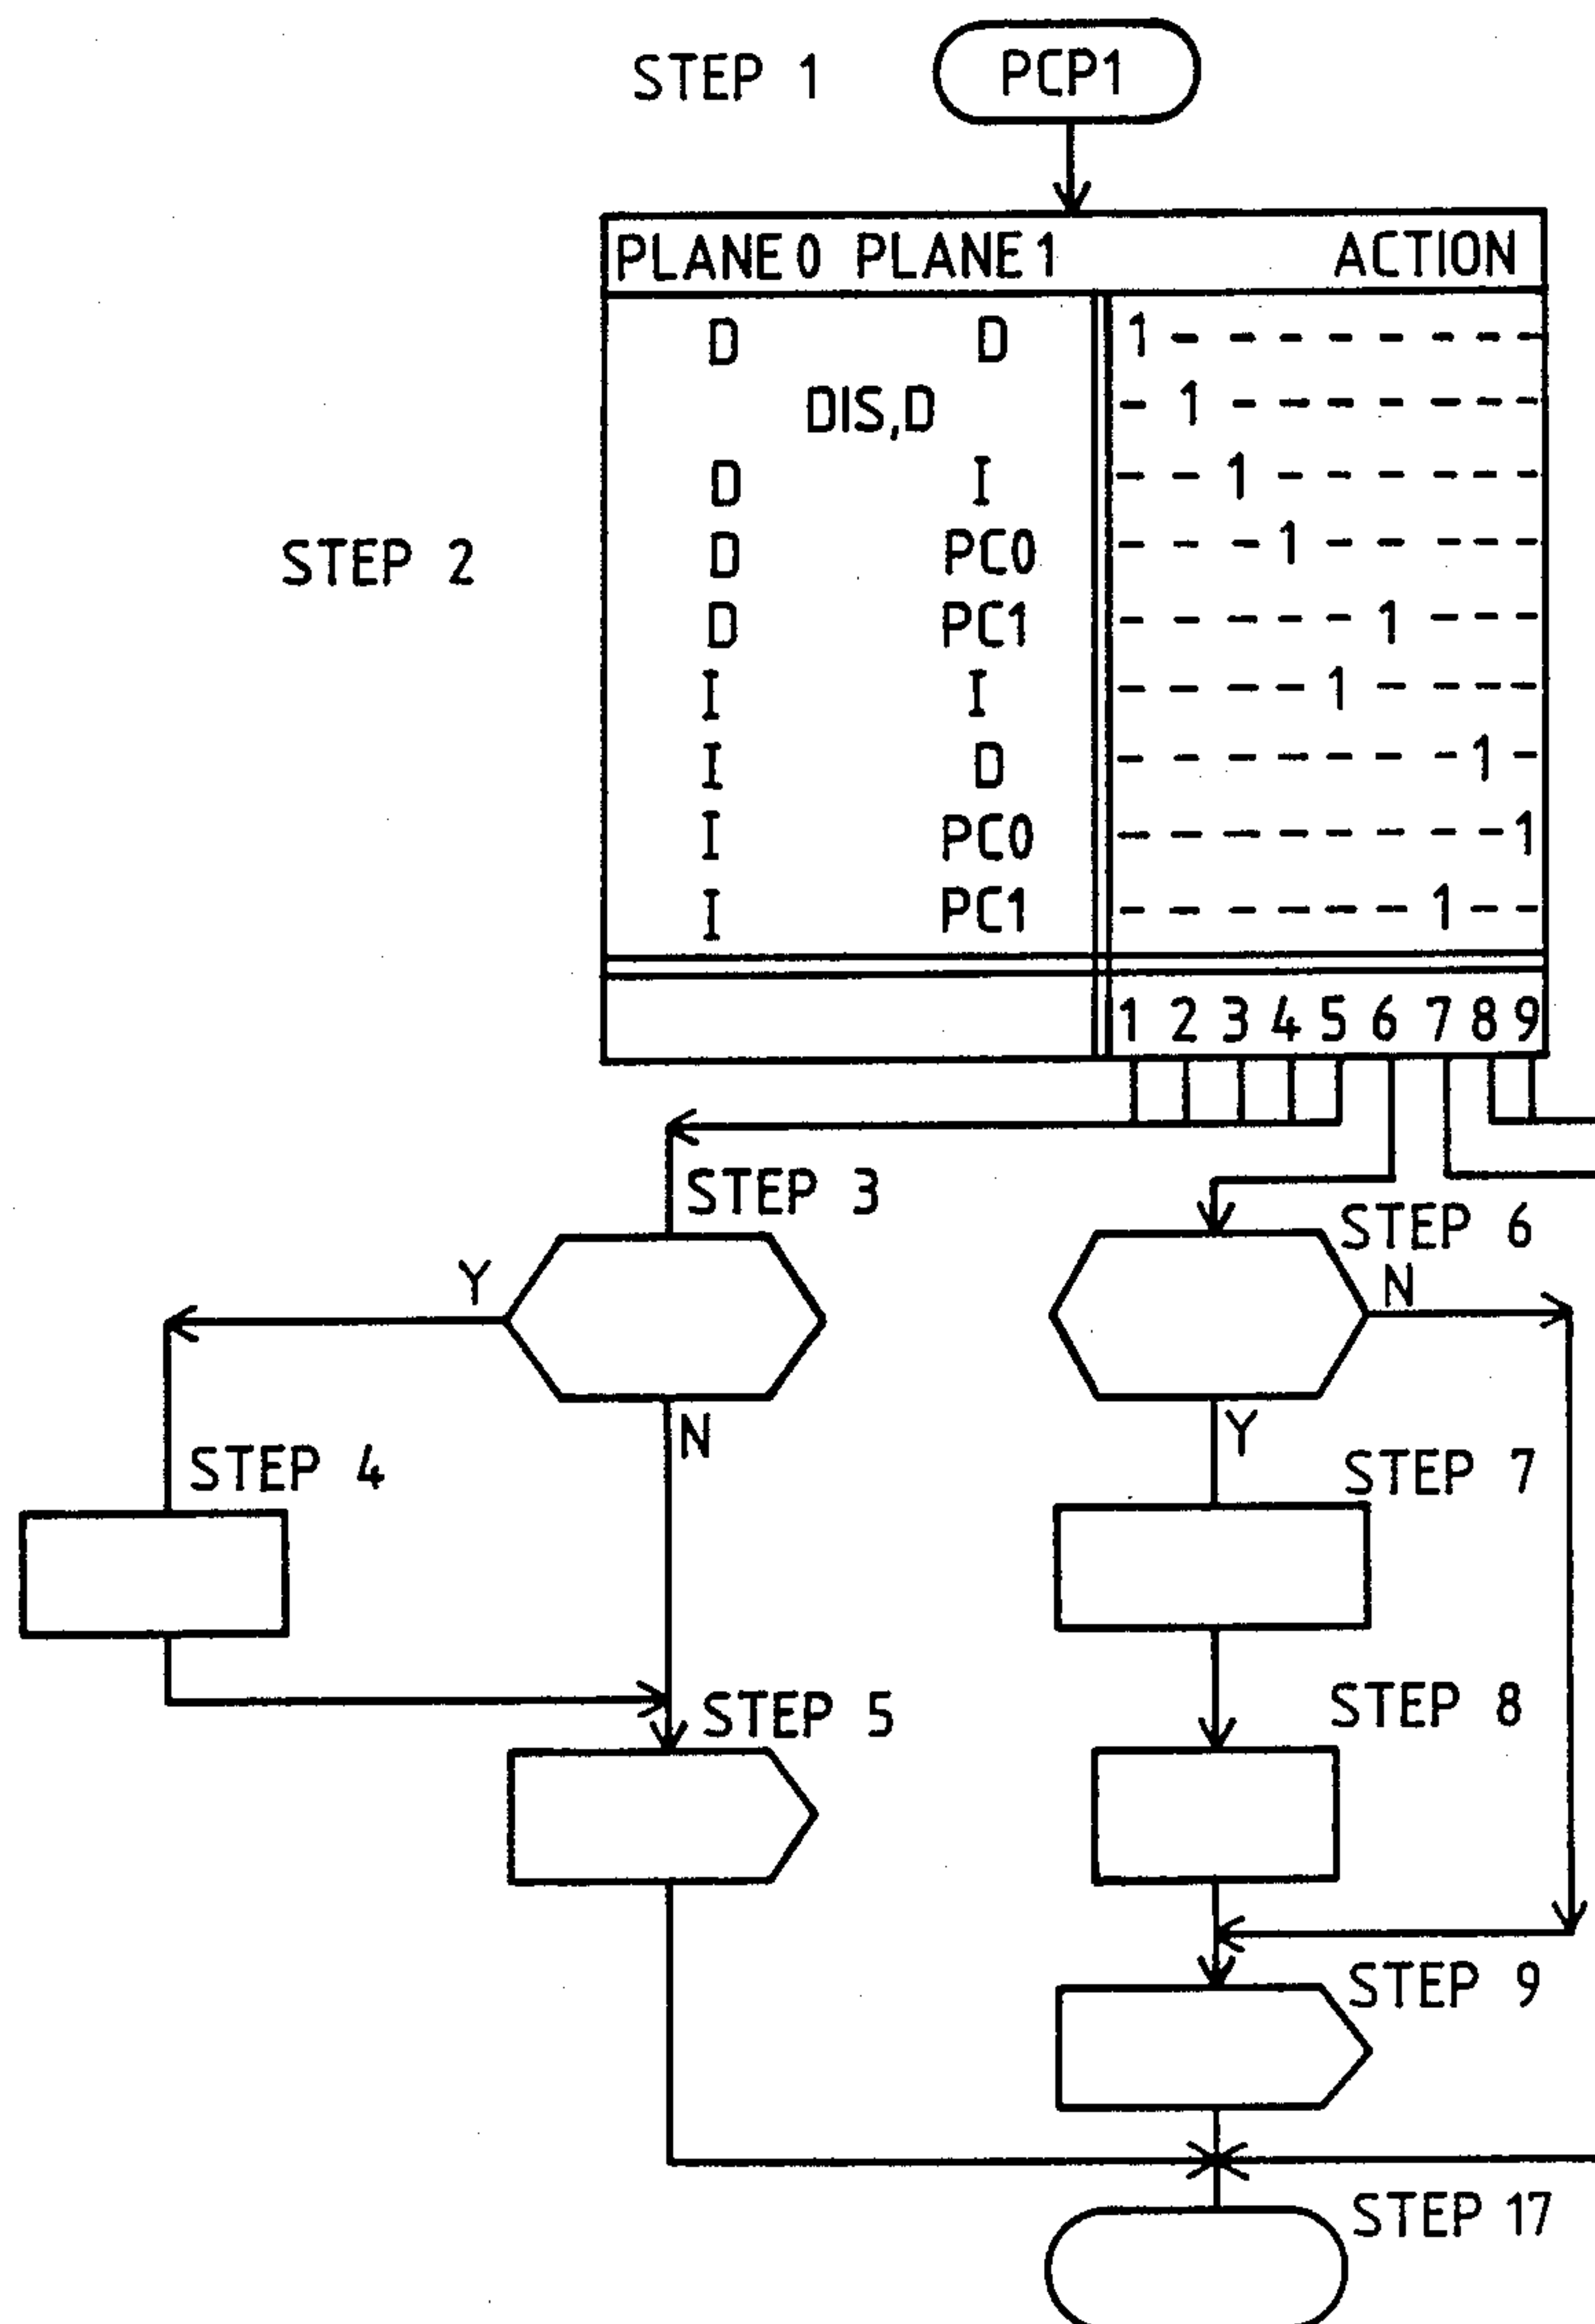 STEP 1 PCP1
PLANE 0 PLANE 1 ACTION
D D 1 - - - - - - - -
DIS,D - 1 - - - - - - -
D I - - 1 - - - - - -
STEP 2 D PC0 - - - 1 - - - - -
D PC1 - - - - - 1 - - -
I I - - - - 1 - - - -
I D - - - - - - - 1 -
I PC0 - - - - - - - - 1
I PC1 - - - - - - 1 - -
1 2 3 4 5 6 7 8 9
STEP 3
STEP 6
Y
N
N
Y
STEP 4
STEP 7
STEP 5
STEP 8
STEP 9
STEP 17